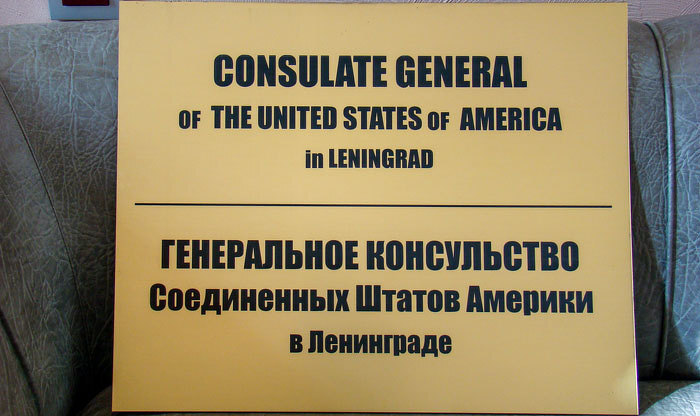 CONSULATE GENERAL
OF THE UNITED STATES OF AMERICA
in LENINGRAD
ГЕНЕРАЛЬНОЕ КОНСУЛЬСТВО
Соединенных Штатов Америки
в Ленинграде